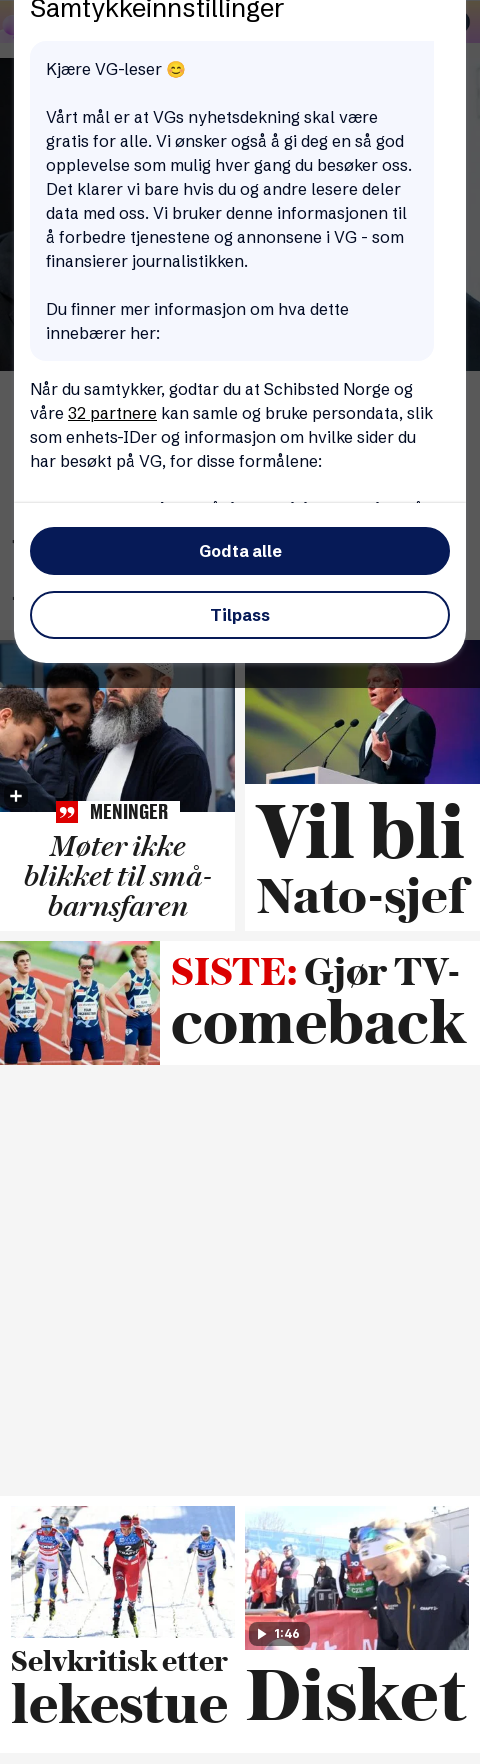 Samtykkeinnstillinger
Kjære VG-leser 😊
Vårt mål er at VGs nyhetsdekning skal være
gratis for alle. Vi ønsker også å gi deg en så god
opplevelse som mulig hver gang du besøker oss.
Det klarer vi bare hvis du og andre lesere deler
data med oss. Vi bruker denne informasjonen til
å forbedre tjenestene og annonsene i VG - som
finansierer journalistikken.
Du finner mer informasjon om hva dette
innebærer her:
Når du samtykker, godtar du at Schibsted Norge og
våre 32 partnere kan samle og bruke persondata, slik
som enhets-IDer og informasjon om hvilke sider du
har besøkt på VG, for disse formålene:
Godta alle
Tilpass
MENINGER
Møter ikke
blikket til små-
barnsfaren
Vil bli
Nato-sjef
SISTE: Gjør TV-
comeback
Selvkritisk etter
lekestue
1:46
Disket